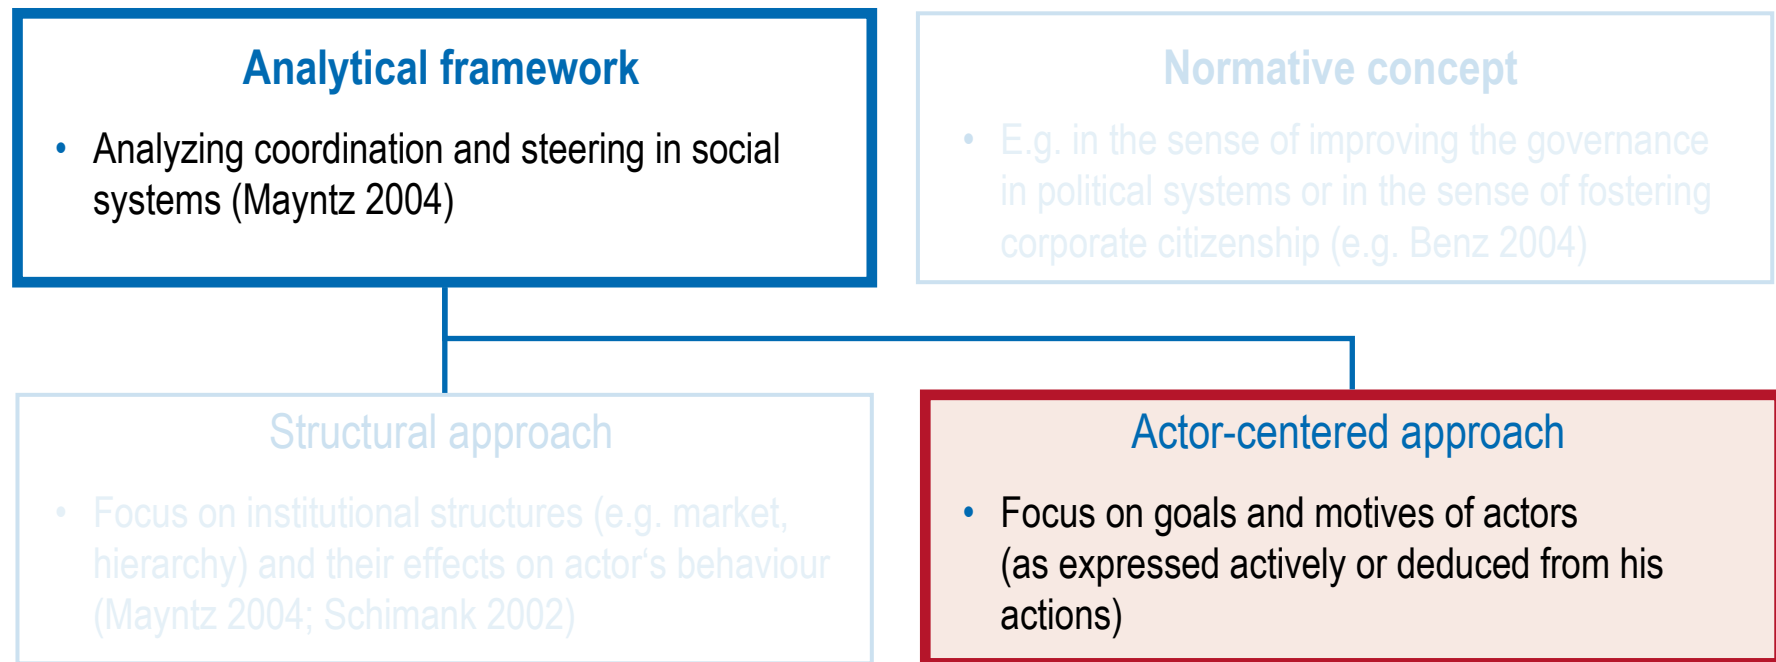 Analytical framework
• Analyzing coordination and steering in social
systems (Mayntz 2004)
Normative concept
• E.g. in the sense of improving the governance
in political systems or in the sense of fostering
corporate citizenship (e.g. Benz 2004)
Structural approach
• Focus on institutional structures (e.g. market,
hierarchy) and their effects on actor‘s behaviour
(Mayntz 2004; Schimank 2002)
Actor-centered approach
• Focus on goals and motives of actors
(as expressed actively or deduced from his
actions)